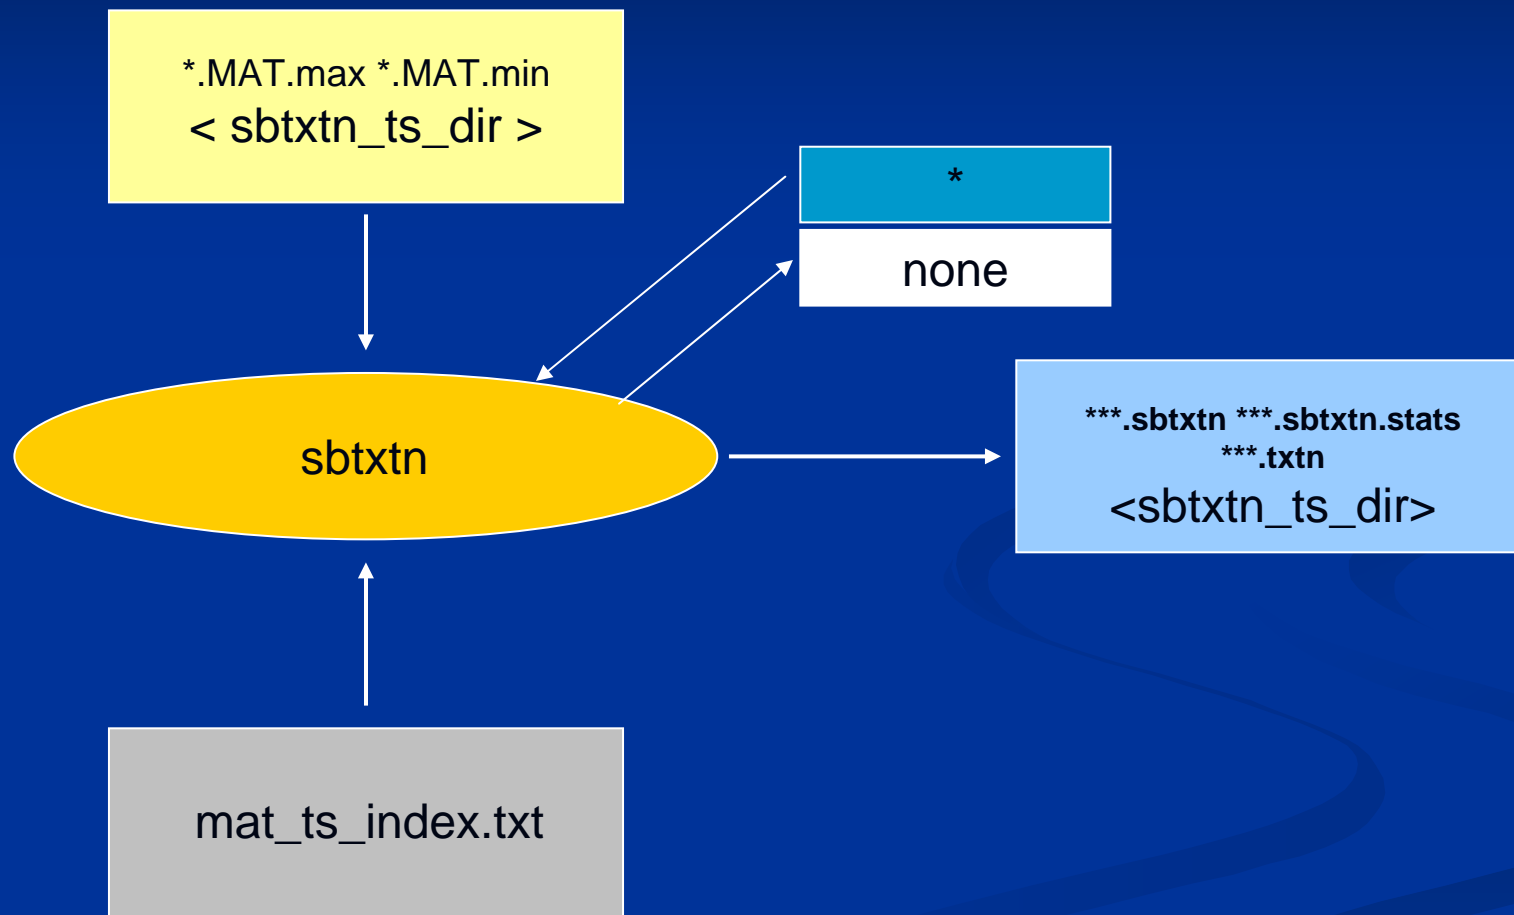 *.MAT.max *.MAT.min
< sbtxtn_ts_dir >
*
none
sbtxtn
***.sbtxtn ***.sbtxtn.stats
***.txtn
<sbtxtn_ts_dir>
mat_ts_index.txt